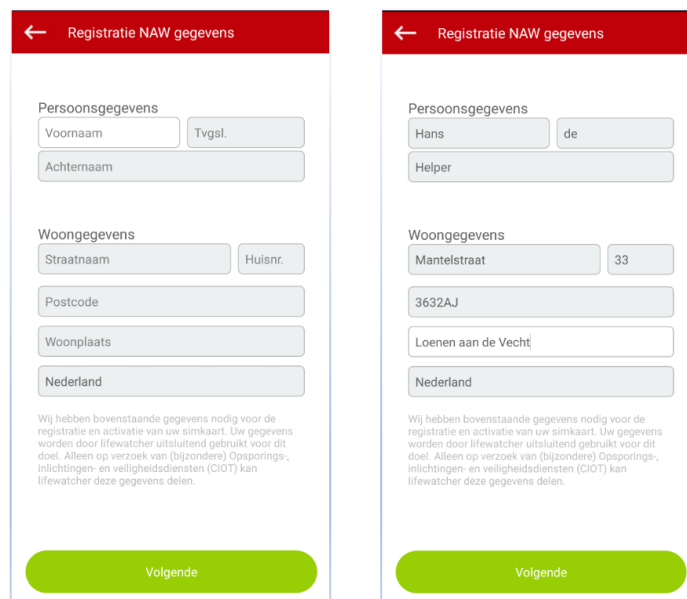 Registratie NAW gegevens
Persoonsgegevens
Voornaam
Tvgsl.
Achternaam
Woongegevens
Straatnaam
Huisnr.
Postcode
Woonplaats
Nederland
Wij hebben bovenstaande gegevens nodig voor de
registratie en activatie van uw simkaart. Uw gegevens
worden door lifewatcher uitsluitend gebruikt voor dit
doel. Alleen op verzoek van (bijzondere) Opsporings-,
inlichtingen- en veiligheidsdiensten (CIOT) kan
lifewatcher deze gegevens delen.
Volgende
Registratie NAW gegevens
Persoonsgegevens
Hans
de
Helper
Woongegevens
Mantelstraat
33
3632AJ
Loenen aan de Vecht
Nederland
Wij hebben bovenstaande gegevens nodig voor de
registratie en activatie van uw simkaart. Uw gegevens
worden door lifewatcher uitsluitend gebruikt voor dit
doel. Alleen op verzoek van (bijzondere) Opsporings-,
inlichtingen- en veiligheidsdiensten (CIOT) kan
lifewatcher deze gegevens delen.
Volgende